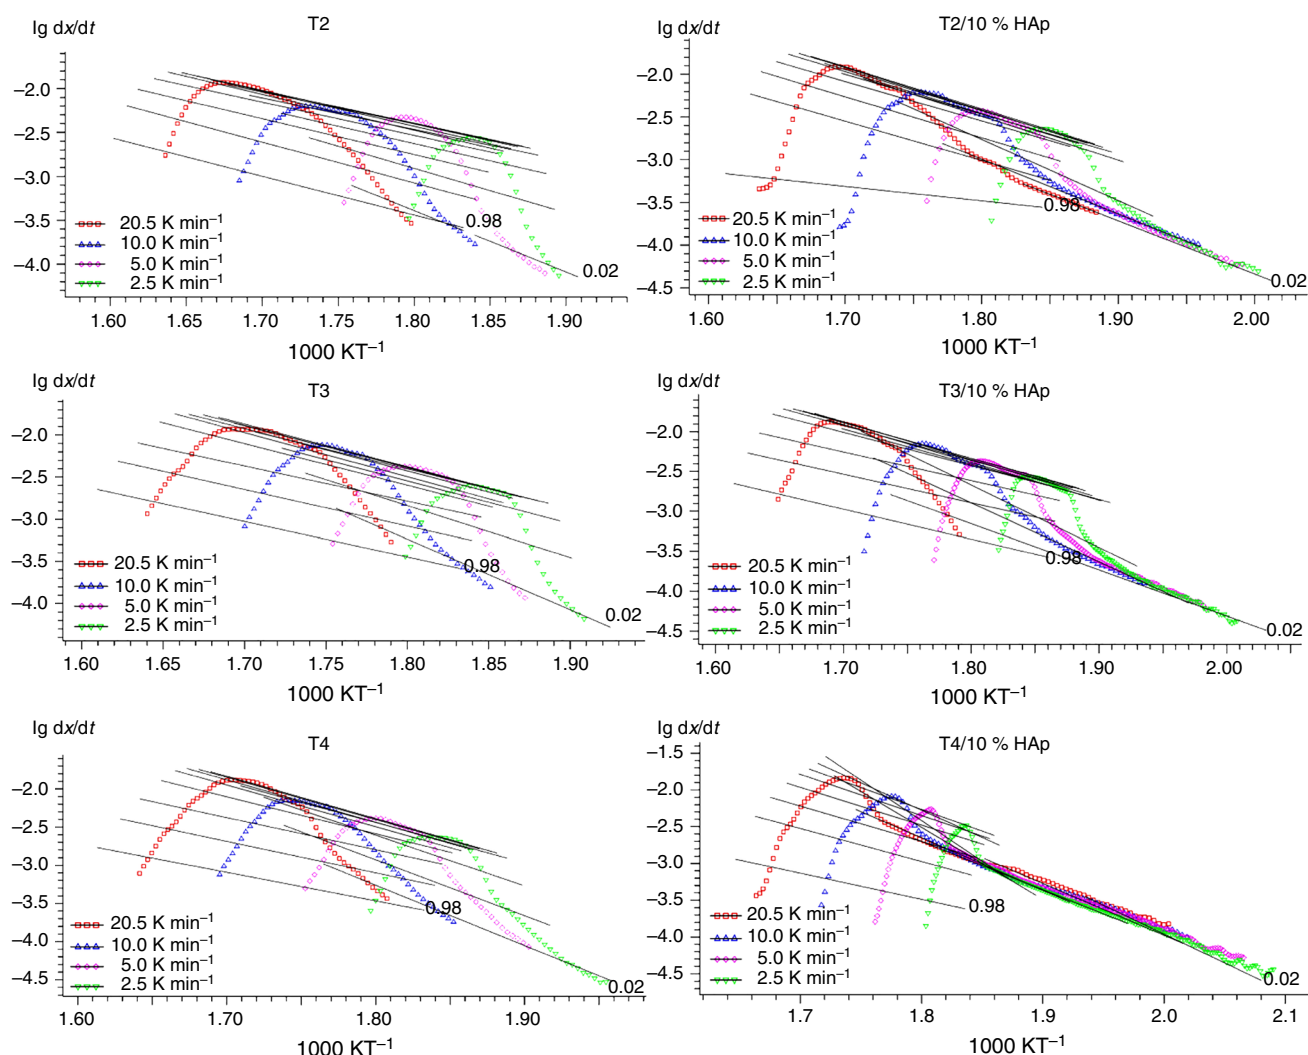 lg dx/dt
T2
−2.0
−2.5
−3.0
−3.5
−4.0
20.5 K min−1
10.0 K min−1
5.0 K min−1
2.5 K min−1
0.98
0.02
1.60 1.65 1.70 1.75 1.80 1.85 1.90
1000 KT−1
lg dx/dt
T2/10 % HAp
−2.0
−2.5
−3.0
−3.5
−4.0
−4.5
20.5 K min−1
10.0 K min−1
5.0 K min−1
2.5 K min−1
0.98
0.02
1.60 1.70 1.80 1.90 2.00
1000 KT−1
lg dx/dt
T3
−2.0
−2.5
−3.0
−3.5
−4.0
20.5 K min−1
10.0 K min−1
5.0 K min−1
2.5 K min−1
0.98
0.02
1.60 1.70 1.75 1.80 1.85 1.90
1000 KT−1
lg dx/dt
T3/10 % HAp
−2.0
−2.5
−3.0
−3.5
−4.0
−4.5
20.5 K min−1
10.0 K min−1
5.0 K min−1
2.5 K min−1
0.98
0.02
1.60 1.70 1.80 1.90 2.00
1000 KT−1
lg dx/dt
T4
−2.0
−2.5
−3.0
−3.5
−4.0
−4.5
20.5 K min−1
10.0 K min−1
5.0 K min−1
2.5 K min−1
0.98
0.02
1.60 1.70 1.80 1.90
1000 KT−1
lg dx/dt
T4/10 % HAp
−1.5
−2.0
−2.5
−3.0
−3.5
−4.0
−4.5
20.5 K min−1
10.0 K min−1
5.0 K min−1
2.5 K min−1
0.98
0.02
1.7 1.8 1.9 2.0 2.1
1000 KT−1